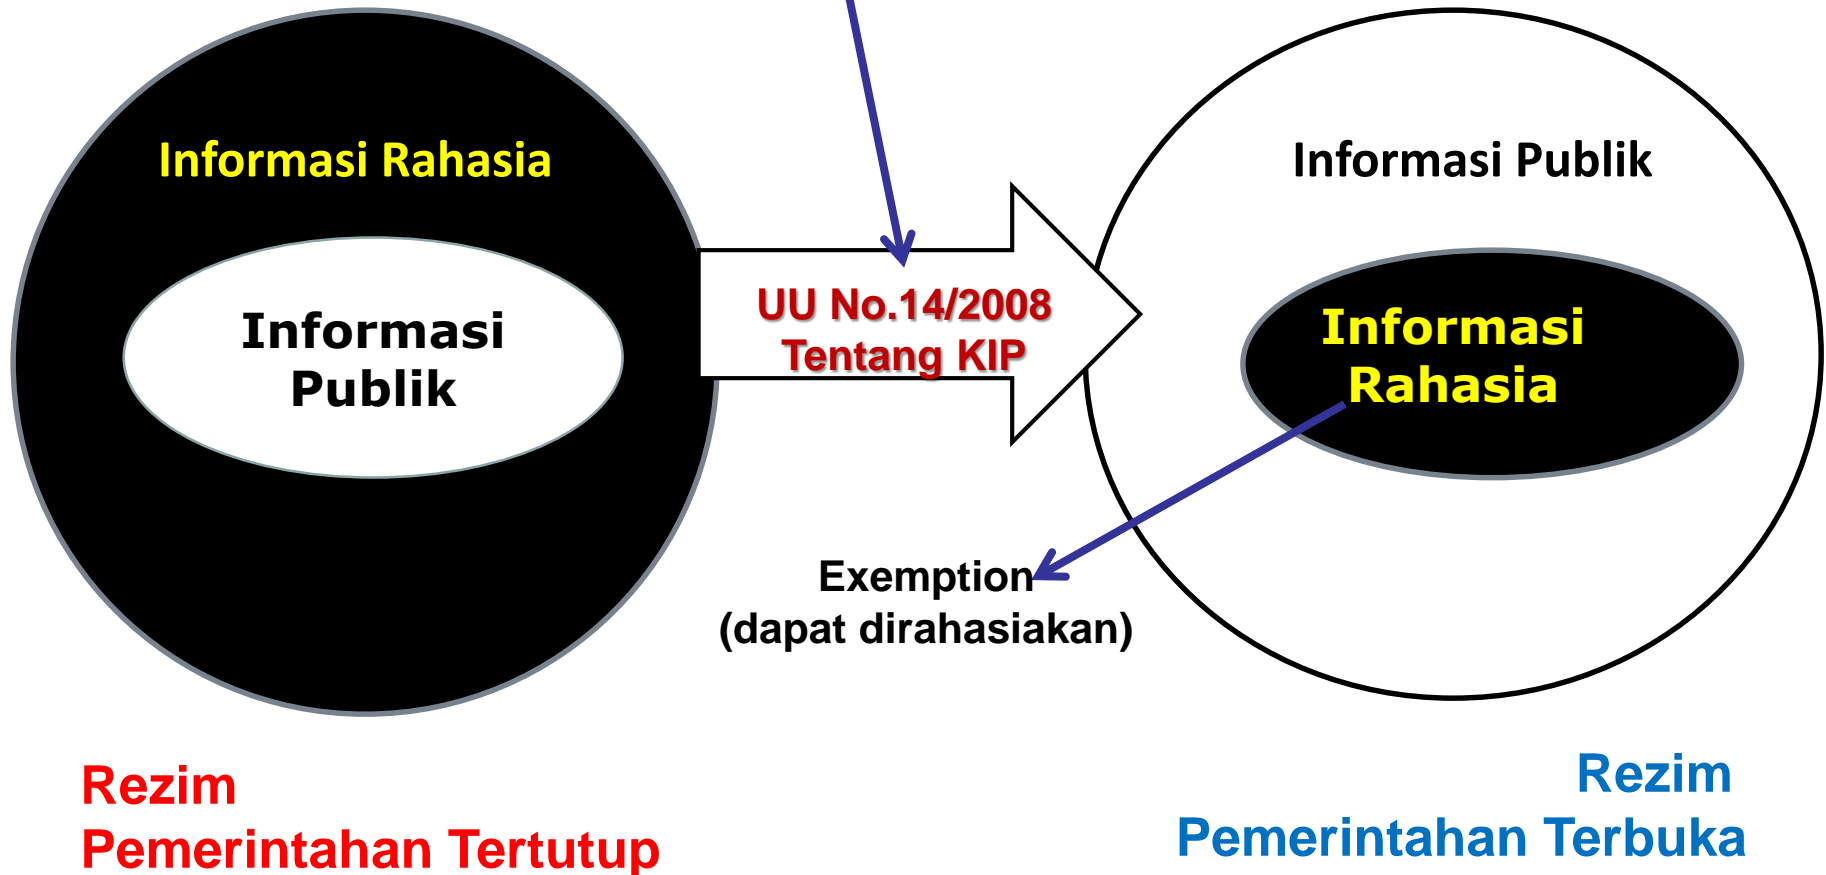 Informasi Rahasia
Informasi
Publik
UU No.14/2008
Tentang KIP
Informasi Publik
Informasi
Rahasia
Exemption
(dapat dirahasiakan)
Rezim
Pemerintahan Tertutup
Rezim
Pemerintahan Terbuka